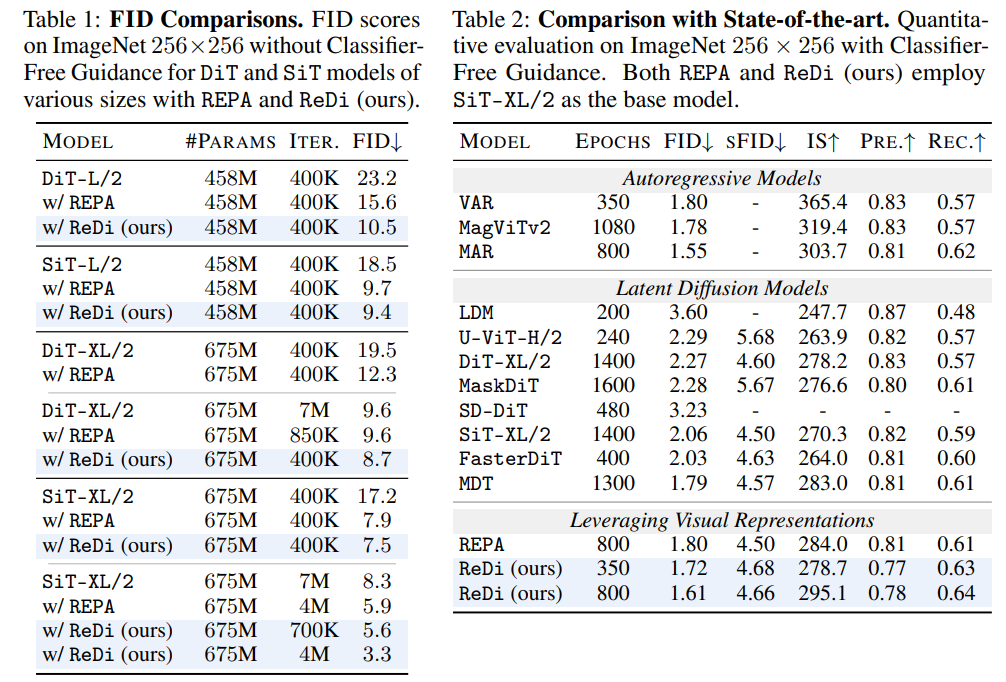 Table 1: FID Comparisons. FID scores
on ImageNet 256×256 without Classifier-
Free Guidance for DiT and SiT models of
various sizes with REPA and ReDi (ours).
MODEL #PARAMS ITER. FID↓
DiT-L/2 458M 400K 23.2
w/ REPA 458M 400K 15.6
w/ ReDi (ours) 458M 400K 10.5
SiT-L/2 458M 400K 18.5
w/ REPA 458M 400K 9.7
w/ ReDi (ours) 458M 400K 9.4
DiT-XL/2 675M 400K 19.5
w/ REPA 675M 400K 12.3
DiT-XL/2 675M 7M 9.6
w/ REPA 675M 850K 9.6
w/ ReDi (ours) 675M 400K 8.7
SiT-XL/2 675M 400K 17.2
w/ REPA 675M 400K 7.9
w/ ReDi (ours) 675M 400K 7.5
SiT-XL/2 675M 7M 8.3
w/ REPA 675M 4M 5.9
w/ ReDi (ours) 675M 700K 5.6
w/ ReDi (ours) 675M 4M 3.3
Table 2: Comparison with State-of-the-art. Quantita-
tive evaluation on ImageNet 256 × 256 with Classifier-
Free Guidance. Both REPA and ReDi (ours) employ
SiT-XL/2 as the base model.
MODEL EPOCHS FID↓ SFID↓ IS↑ PRE.↑ REC.↑
Autoregressive Models
VAR 350 1.80 - 365.4 0.83 0.57
MagViTv2 1080 1.78 - 319.4 0.83 0.57
MAR 800 1.55 - 303.7 0.81 0.62
Latent Diffusion Models
LDM 200 3.60 - 247.7 0.87 0.48
U-ViT-H/2 240 2.29 5.68 263.9 0.82 0.57
DiT-XL/2 1400 2.27 4.60 278.2 0.83 0.57
MaskDiT 1600 2.28 5.67 276.6 0.80 0.61
SD-DiT 480 3.23 - - - -
SiT-XL/2 1400 2.06 4.50 270.3 0.82 0.59
FasterDiT 400 2.03 4.63 264.0 0.81 0.60
MDT 1300 1.79 4.57 283.0 0.81 0.61
Leveraging Visual Representations
REPA 800 1.80 4.50 284.0 0.81 0.61
ReDi (ours) 350 1.72 4.68 278.7 0.77 0.63
ReDi (ours) 800 1.61 4.66 295.1 0.78 0.64